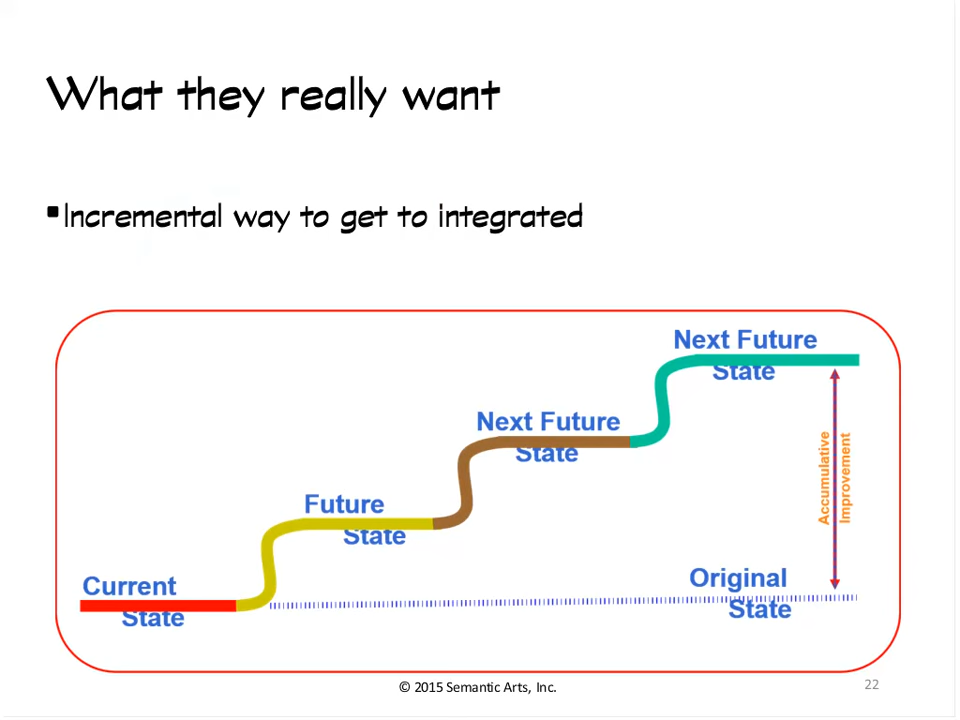 What they really want
▪Incremental way to get to integrated
Next Future
State
Next Future
State
Future
State
Current
State
Original
State
Accumulative
Improvement
© 2015 Semantic Arts, Inc.
22